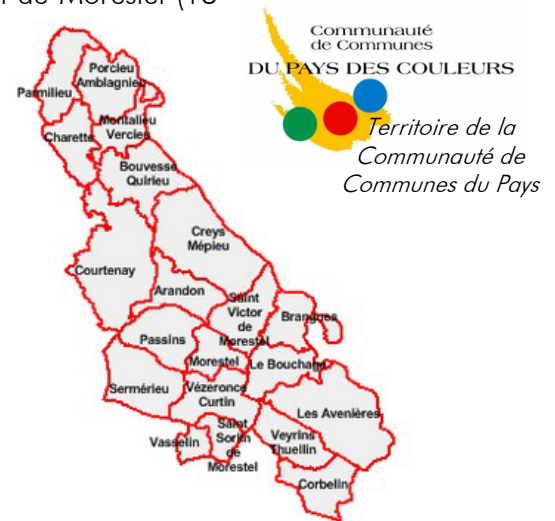 de Morestel (18
Communauté
de Communes
DU PAYS DES COULEURS
Territoire de la
Communauté de
Communes du Pays
Porcieu
Amblagnieu
Parmilieu
Montalieu
Vercieu
Charette
Bouvesse
Quirieu
Creys
Mépieu
Courtenay
Arandon
Saint
Victor
de
Morestel
Brangues
Passins
Morestel
Le Bouchage
Sermérieu
Vézeronce
Curtin
Les Avenières
Saint
Sorlin
de
Morestel
Vasselin
Veyrins
Thuellin
Corbelin